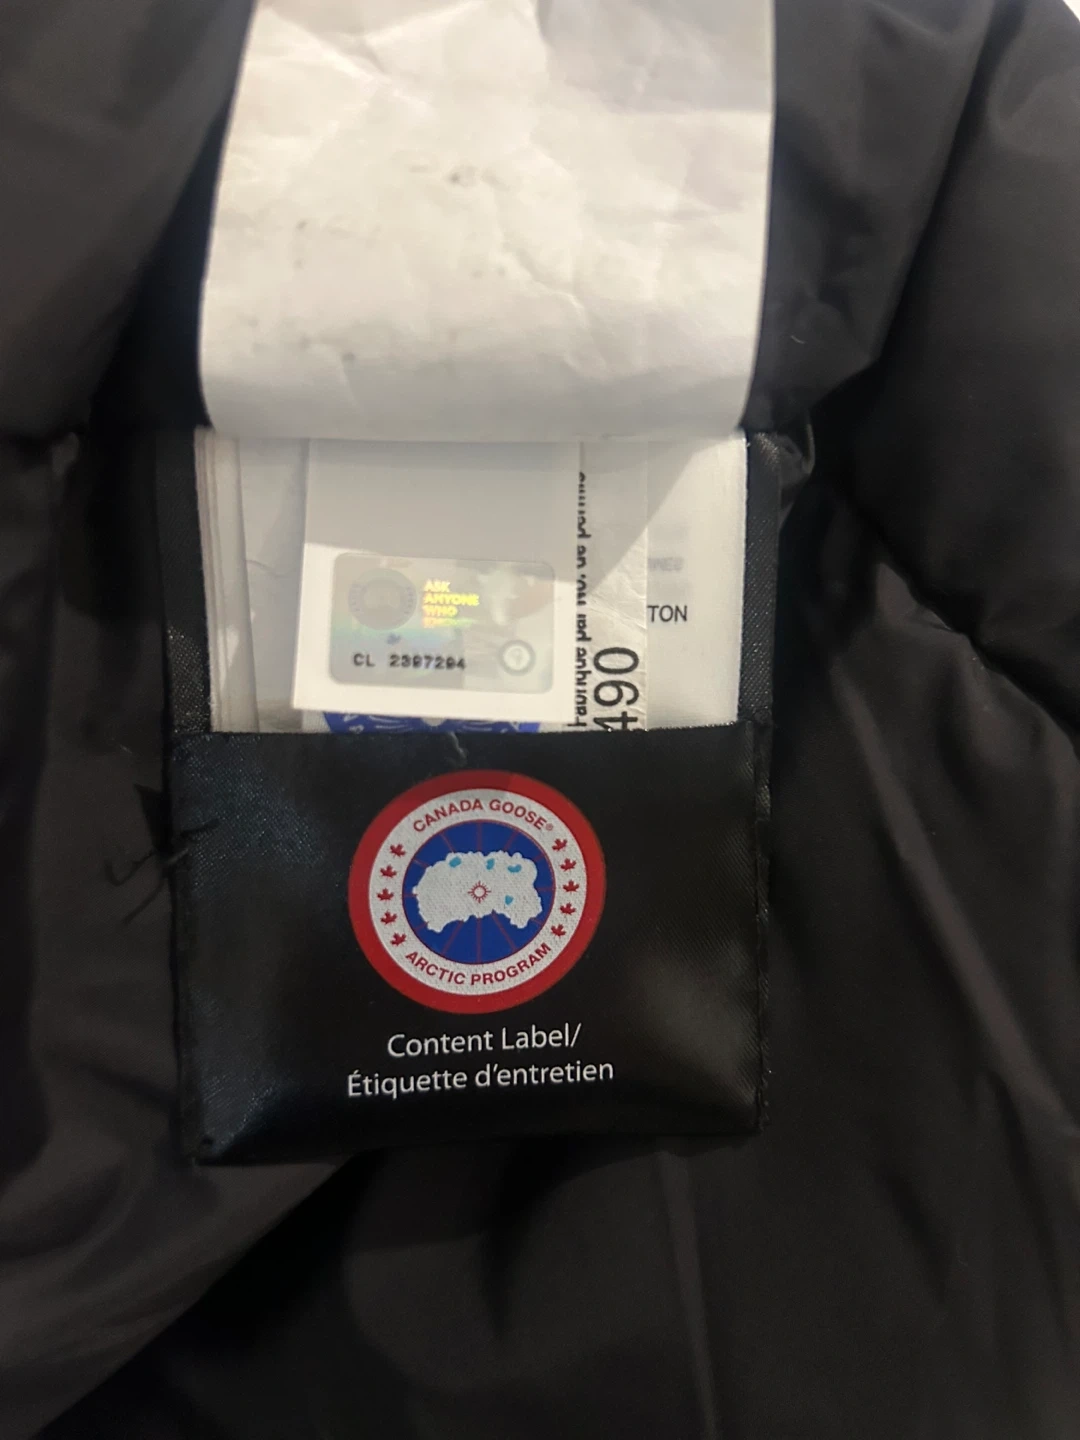 ASK
ANYONE
WHO
CL 2397294
TON
490
CANADA GOOSE®
ARCTIC PROGRAM
Content Label/
Étiquette d'entretien